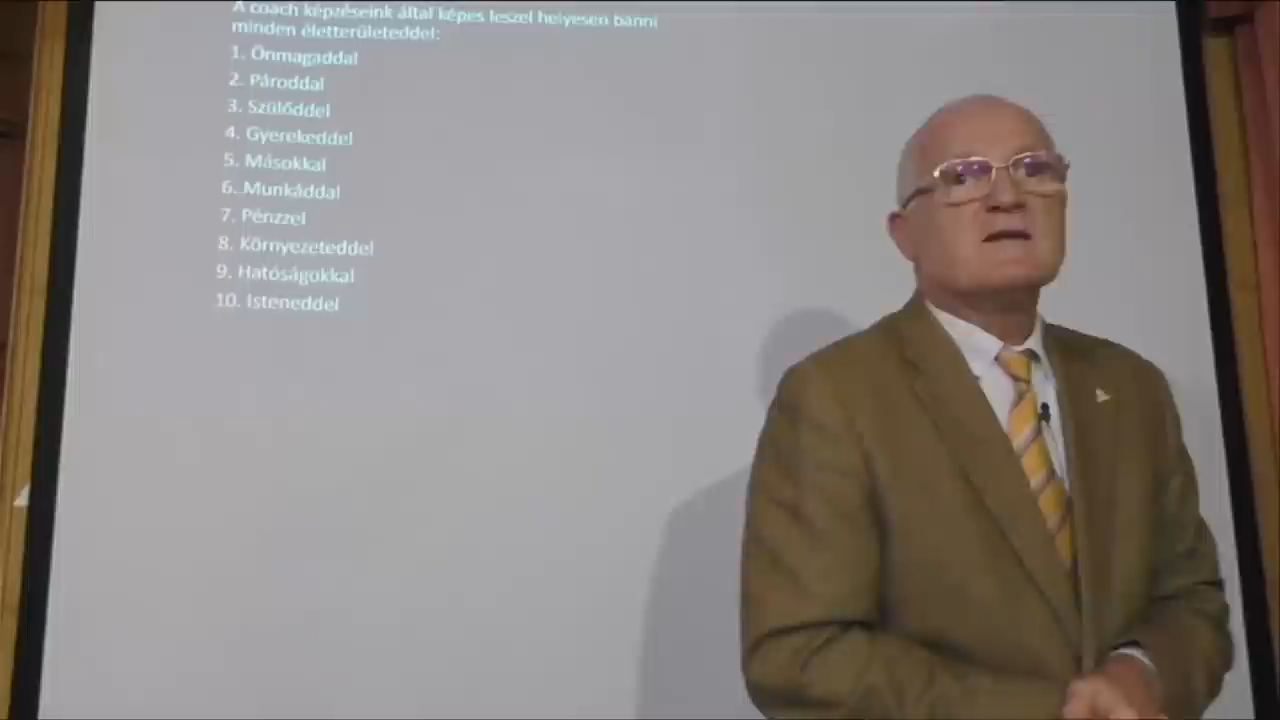 A coach képzéseink által képes leszel helyesen bánni
minden életterületeddel:
1. Önmagaddal
2. Pároddal
3. Szülőddel
4. Gyerekeddel
5. Másokkal
6. Munkáddal
7. Pénzzel
8. Környezeteddel
9. Hatóságokkal
10. Isteneddel